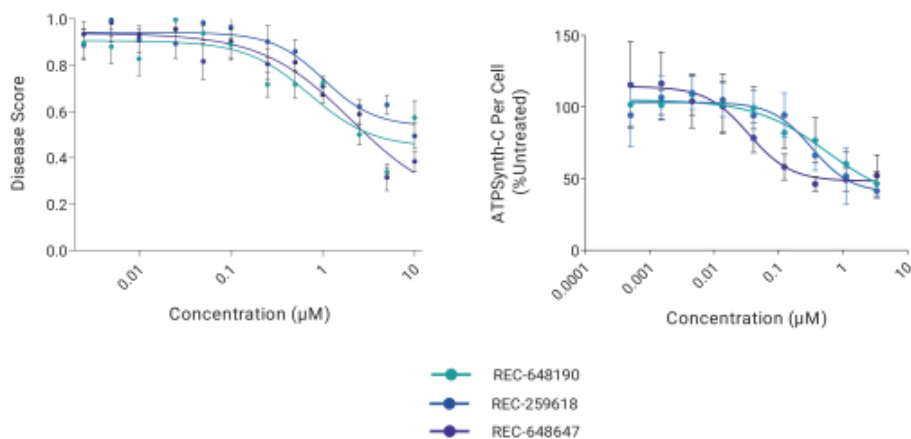 1.0
0.8
0.6
0.4
0.2
0.0
Disease Score
0.01
0.1
1
10
Concentration (µM)
150
100
50
0
ATPSynth-C Per Cell
(%Untreated)
0.0001
0.001
0.01
0.1
1
10
Concentration (µM)
REC-648190
REC-259618
REC-648647